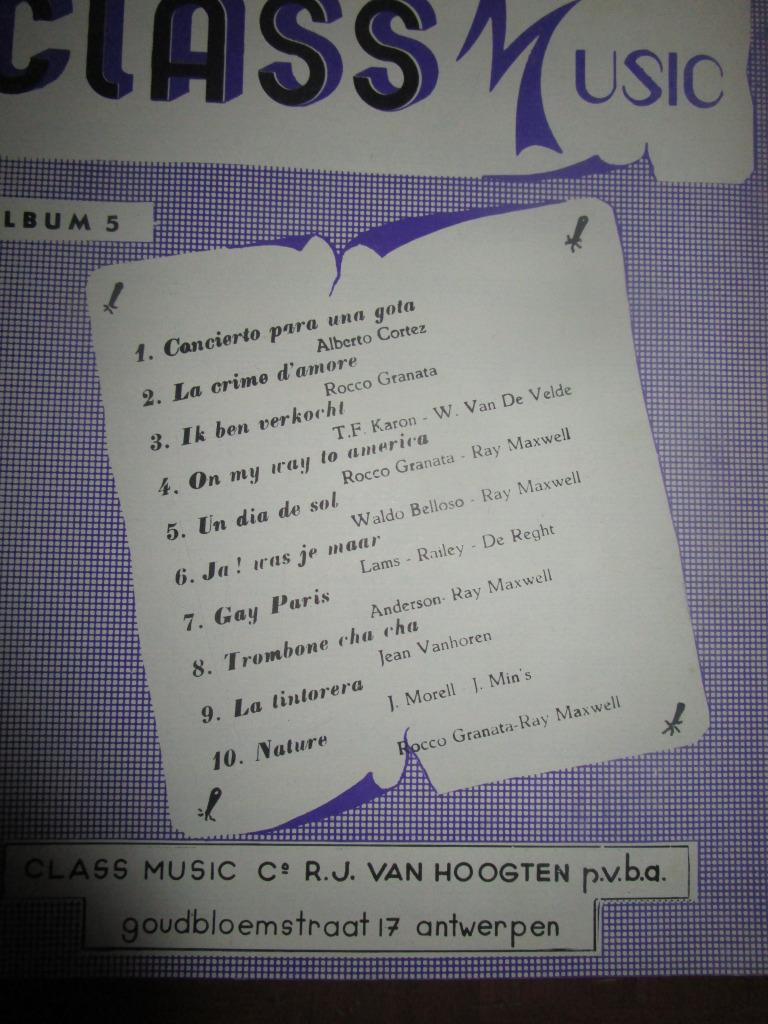 CLASS MUSIC
LBUM 5
1. Concierto para una gota
Alberto Cortez
2. La crime d'amore
Rocco Granata
3. Ik ben verkocht
T.F. Karon - W. Van De Velde
4. On my way to america
Rocco Granata - Ray Maxwell
5. Un dia de sol
Waldo Belloso - Ray Maxwell
6. Ja! was je maar
Lams - Railey - De Reght
7. Gay Paris
Anderson- Ray Maxwell
8. Trombone cha cha
Jean Vanhoren
9. La tintorera
J. Morell J. Min's
10. Nature
Rocco Granata-Ray Maxwell
CLASS MUSIC Cº R.J. VAN HOOGTEN p.v.b.a.
goudbloemstraat 17 antwerpen